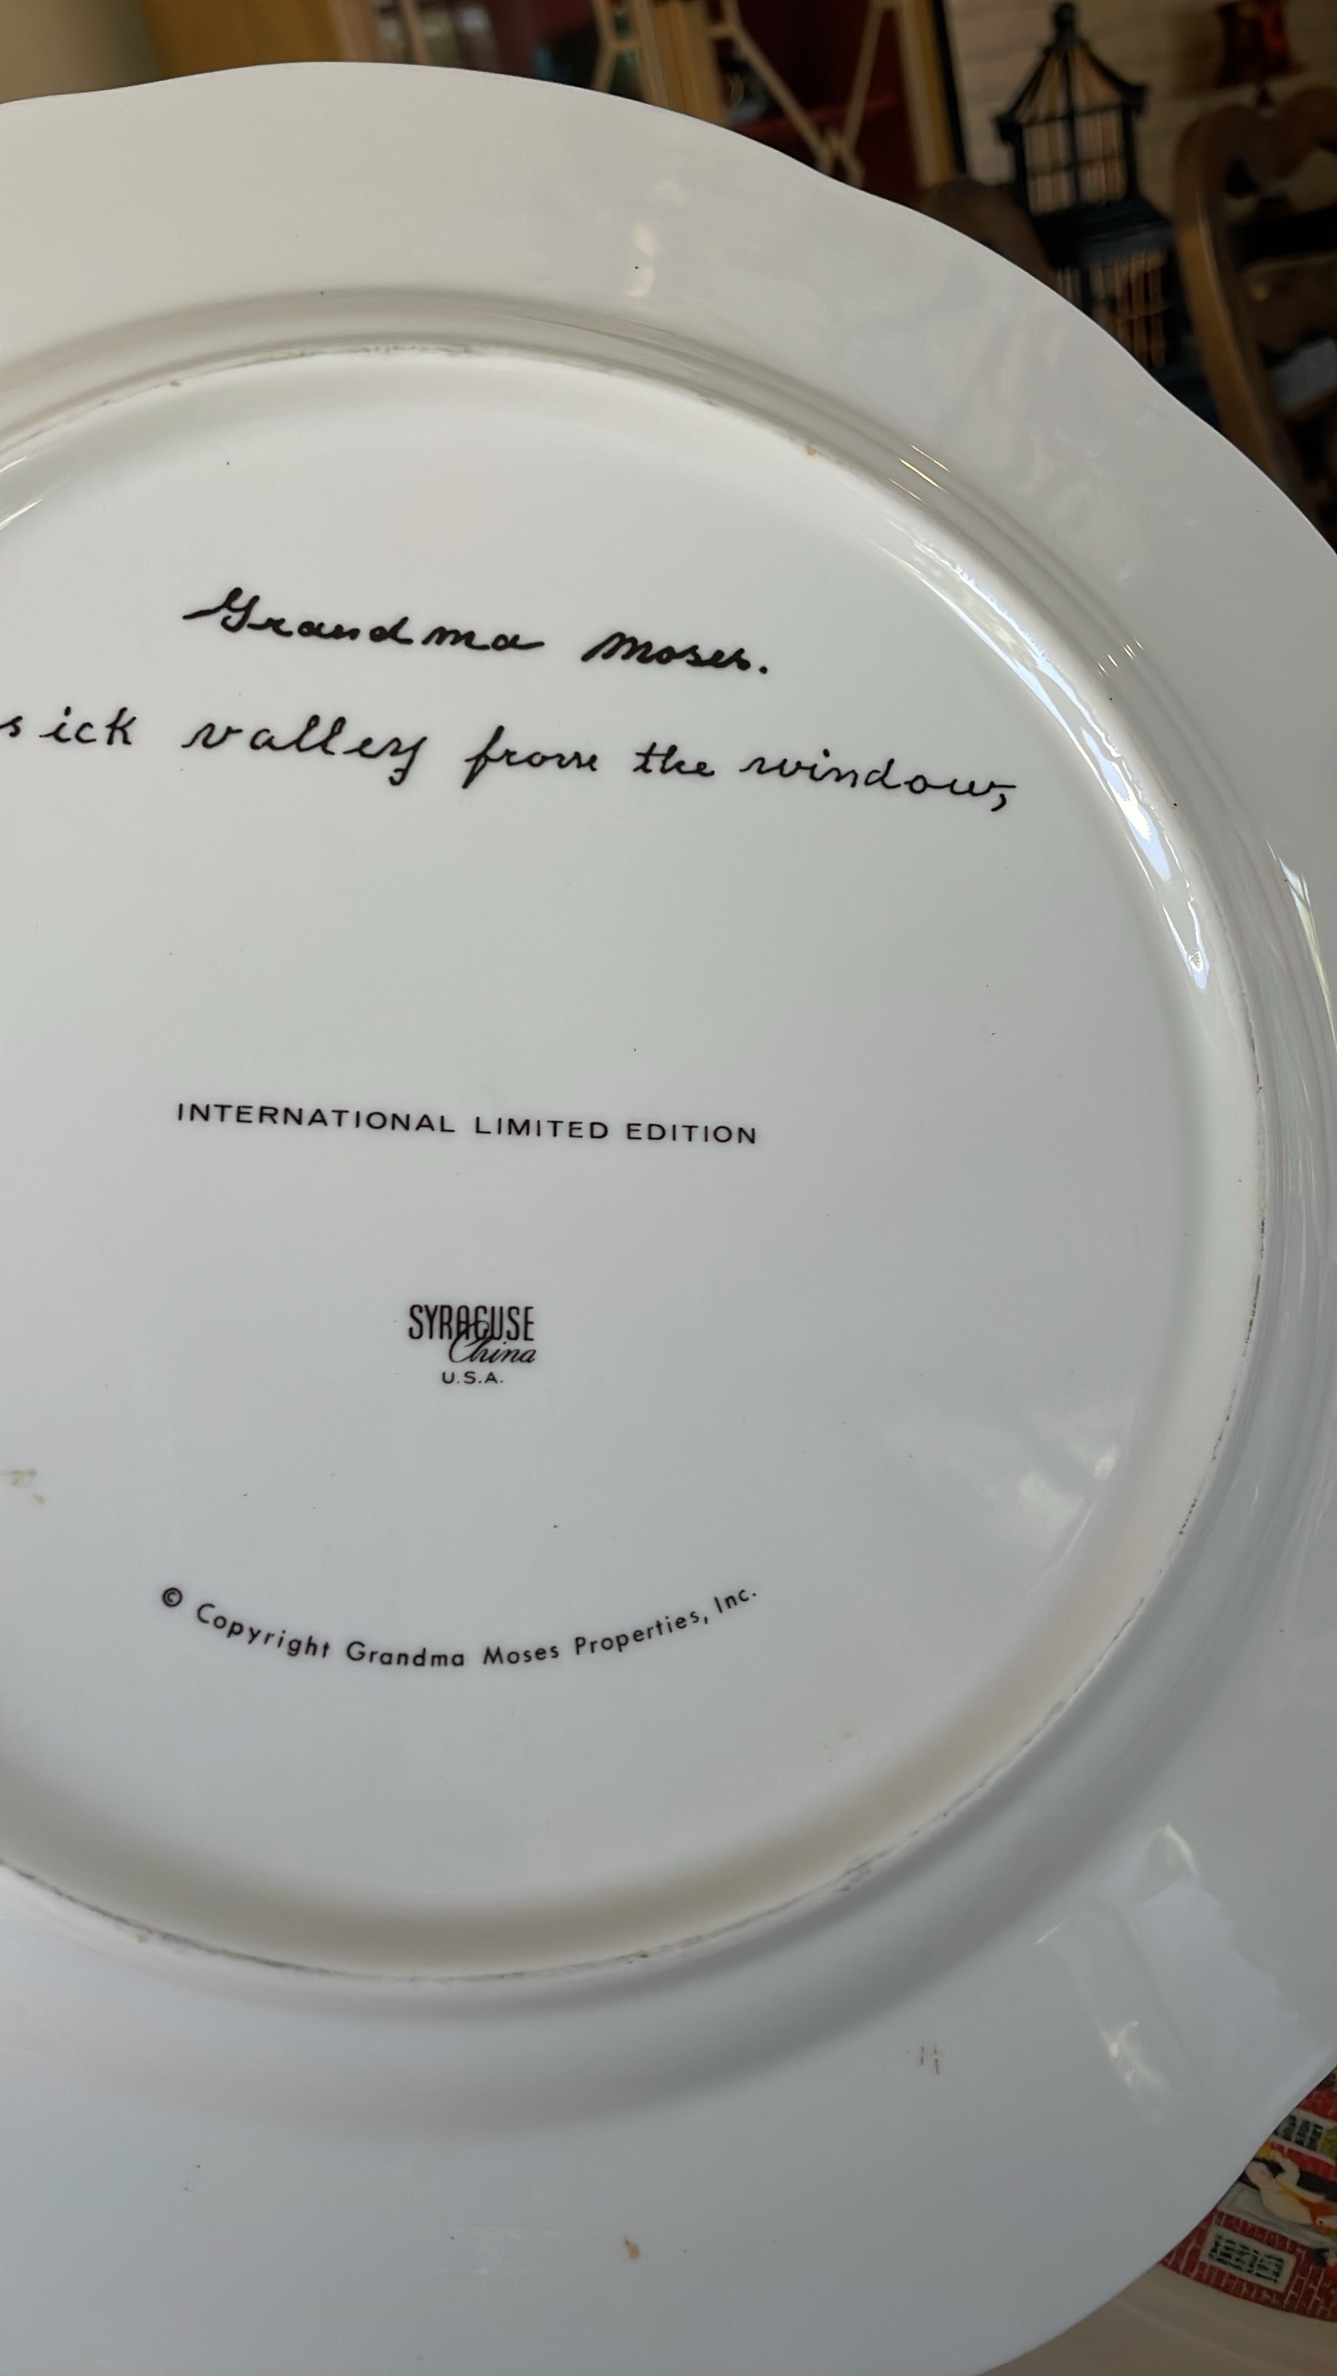 Grandma Moses.
sick valley from the window,
INTERNATIONAL LIMITED EDITION
SYRACUSE
China
U.S.A.
© Copyright Grandma Moses Properties, Inc.